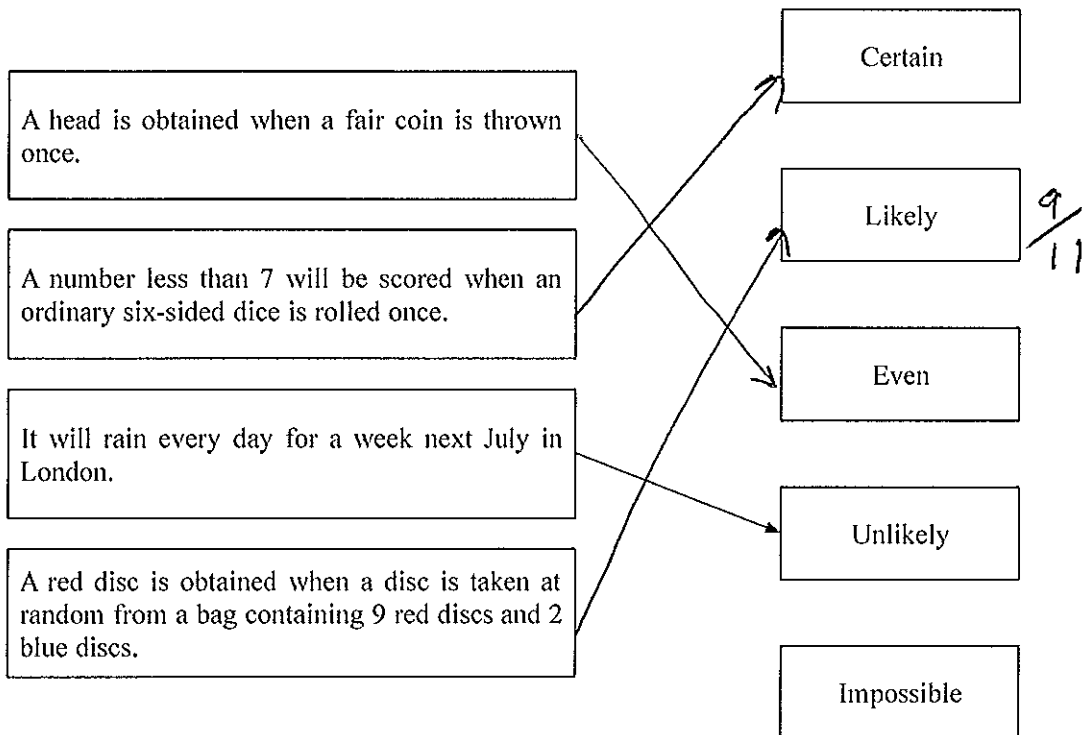 A head is obtained when a fair coin is thrown
once.
A number less than 7 will be scored when an
ordinary six-sided dice is rolled once.
It will rain every day for a week next July in
London.
A red disc is obtained when a disc is taken at
random from a bag containing 9 red discs and 2
blue discs.
Certain
Likely
9/11
Even
Unlikely
Impossible